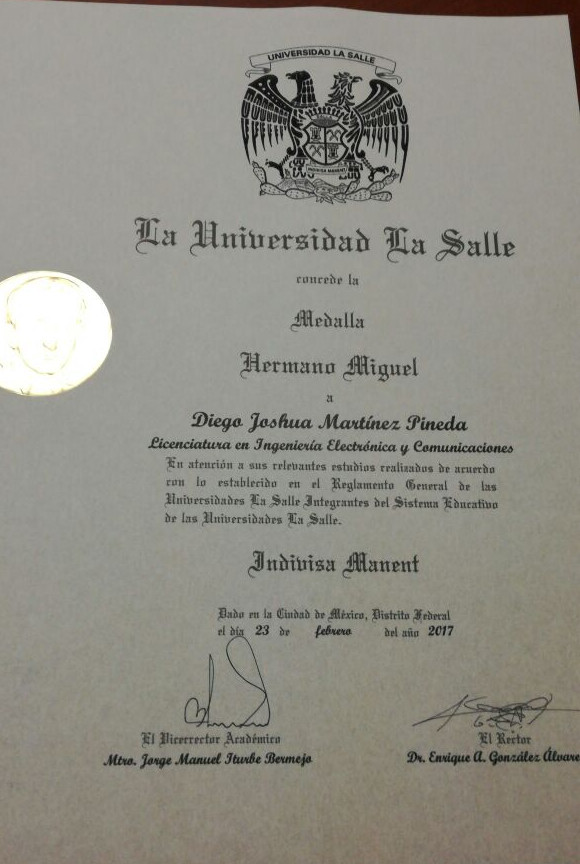 UNIVERSIDAD LA SALLE
INDIVISA MANENT
La Universidad La Salle
concede la
Medalla
Hermano Miguel
a
Diego Joshua Martínez Pineda
Licenciatura en Ingeniería Electrónica y Comunicaciones
En atención a sus relevantes estudios realizados de acuerdo
con lo establecido en el Reglamento General de las
Universidades La Salle Integrantes del Sistema Educativo
de las Universidades La Salle.
Indivisa Manent
Dado en la Ciudad de México, Distrito Federal
el día 23 de febrero del año 2017
El Vicerrector Académico
Mtro. Jorge Manuel Iturbe Bermejo
El Rector
Dr. Enrique A. González Álvare